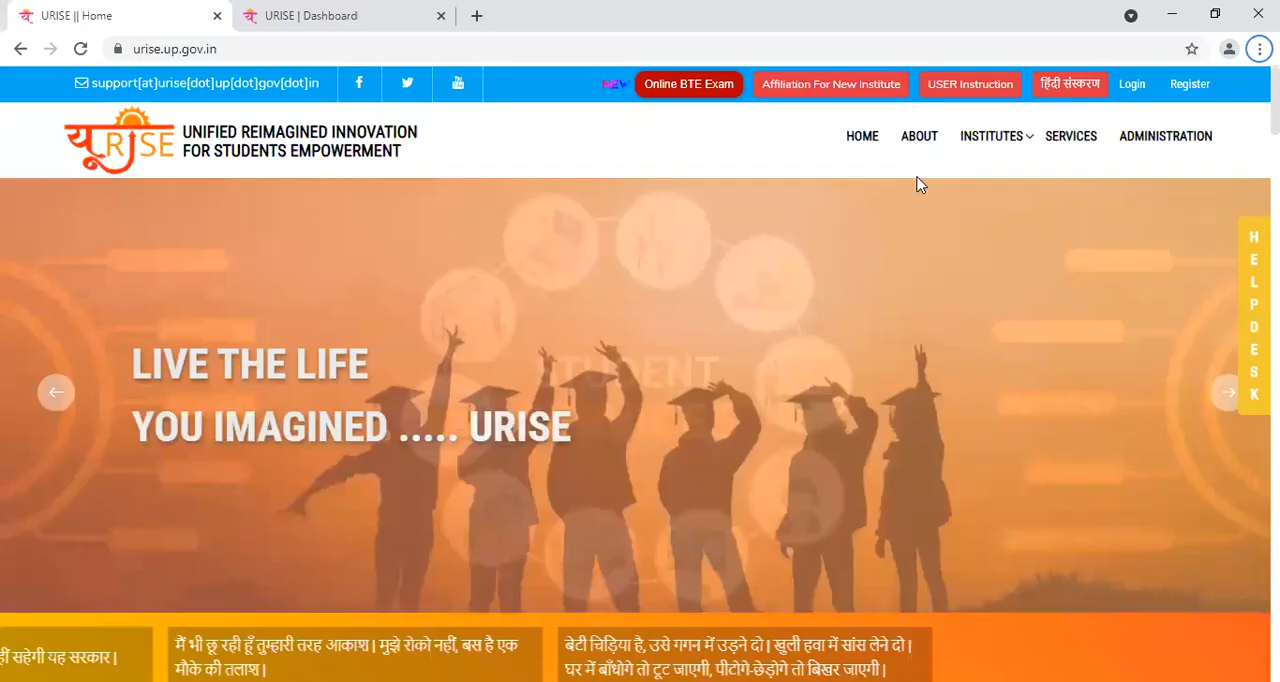 URISE || Home
URISE | Dashboard
urise.up.gov.in
support[at]urise[dot]up[dot]gov[dot]in
NEW Online BTE Exam Affiliation For New Institute USER Instruction हिंदी संस्करण Login Register
यूRISE
UNIFIED REIMAGINED INNOVATION
FOR STUDENTS EMPOWERMENT
HOME ABOUT INSTITUTES SERVICES ADMINISTRATION
HELPDESK
STUDENT
LIVE THE LIFE
YOU IMAGINED ..... URISE
सहेगी यह सरकार |
मैं भी छू रही हूँ तुम्हारी तरह आकाश | मुझे रोको नहीं, बस है एक
मौके की तलाश |
बेटी चिड़िया है, उसे गगन में उड़ने दो | खुली हवा में सांस लेने दो |
घर में बाँधोगे तो टूट जाएगी, पीटोगे-छेड़ोगे तो बिखर जाएगी |